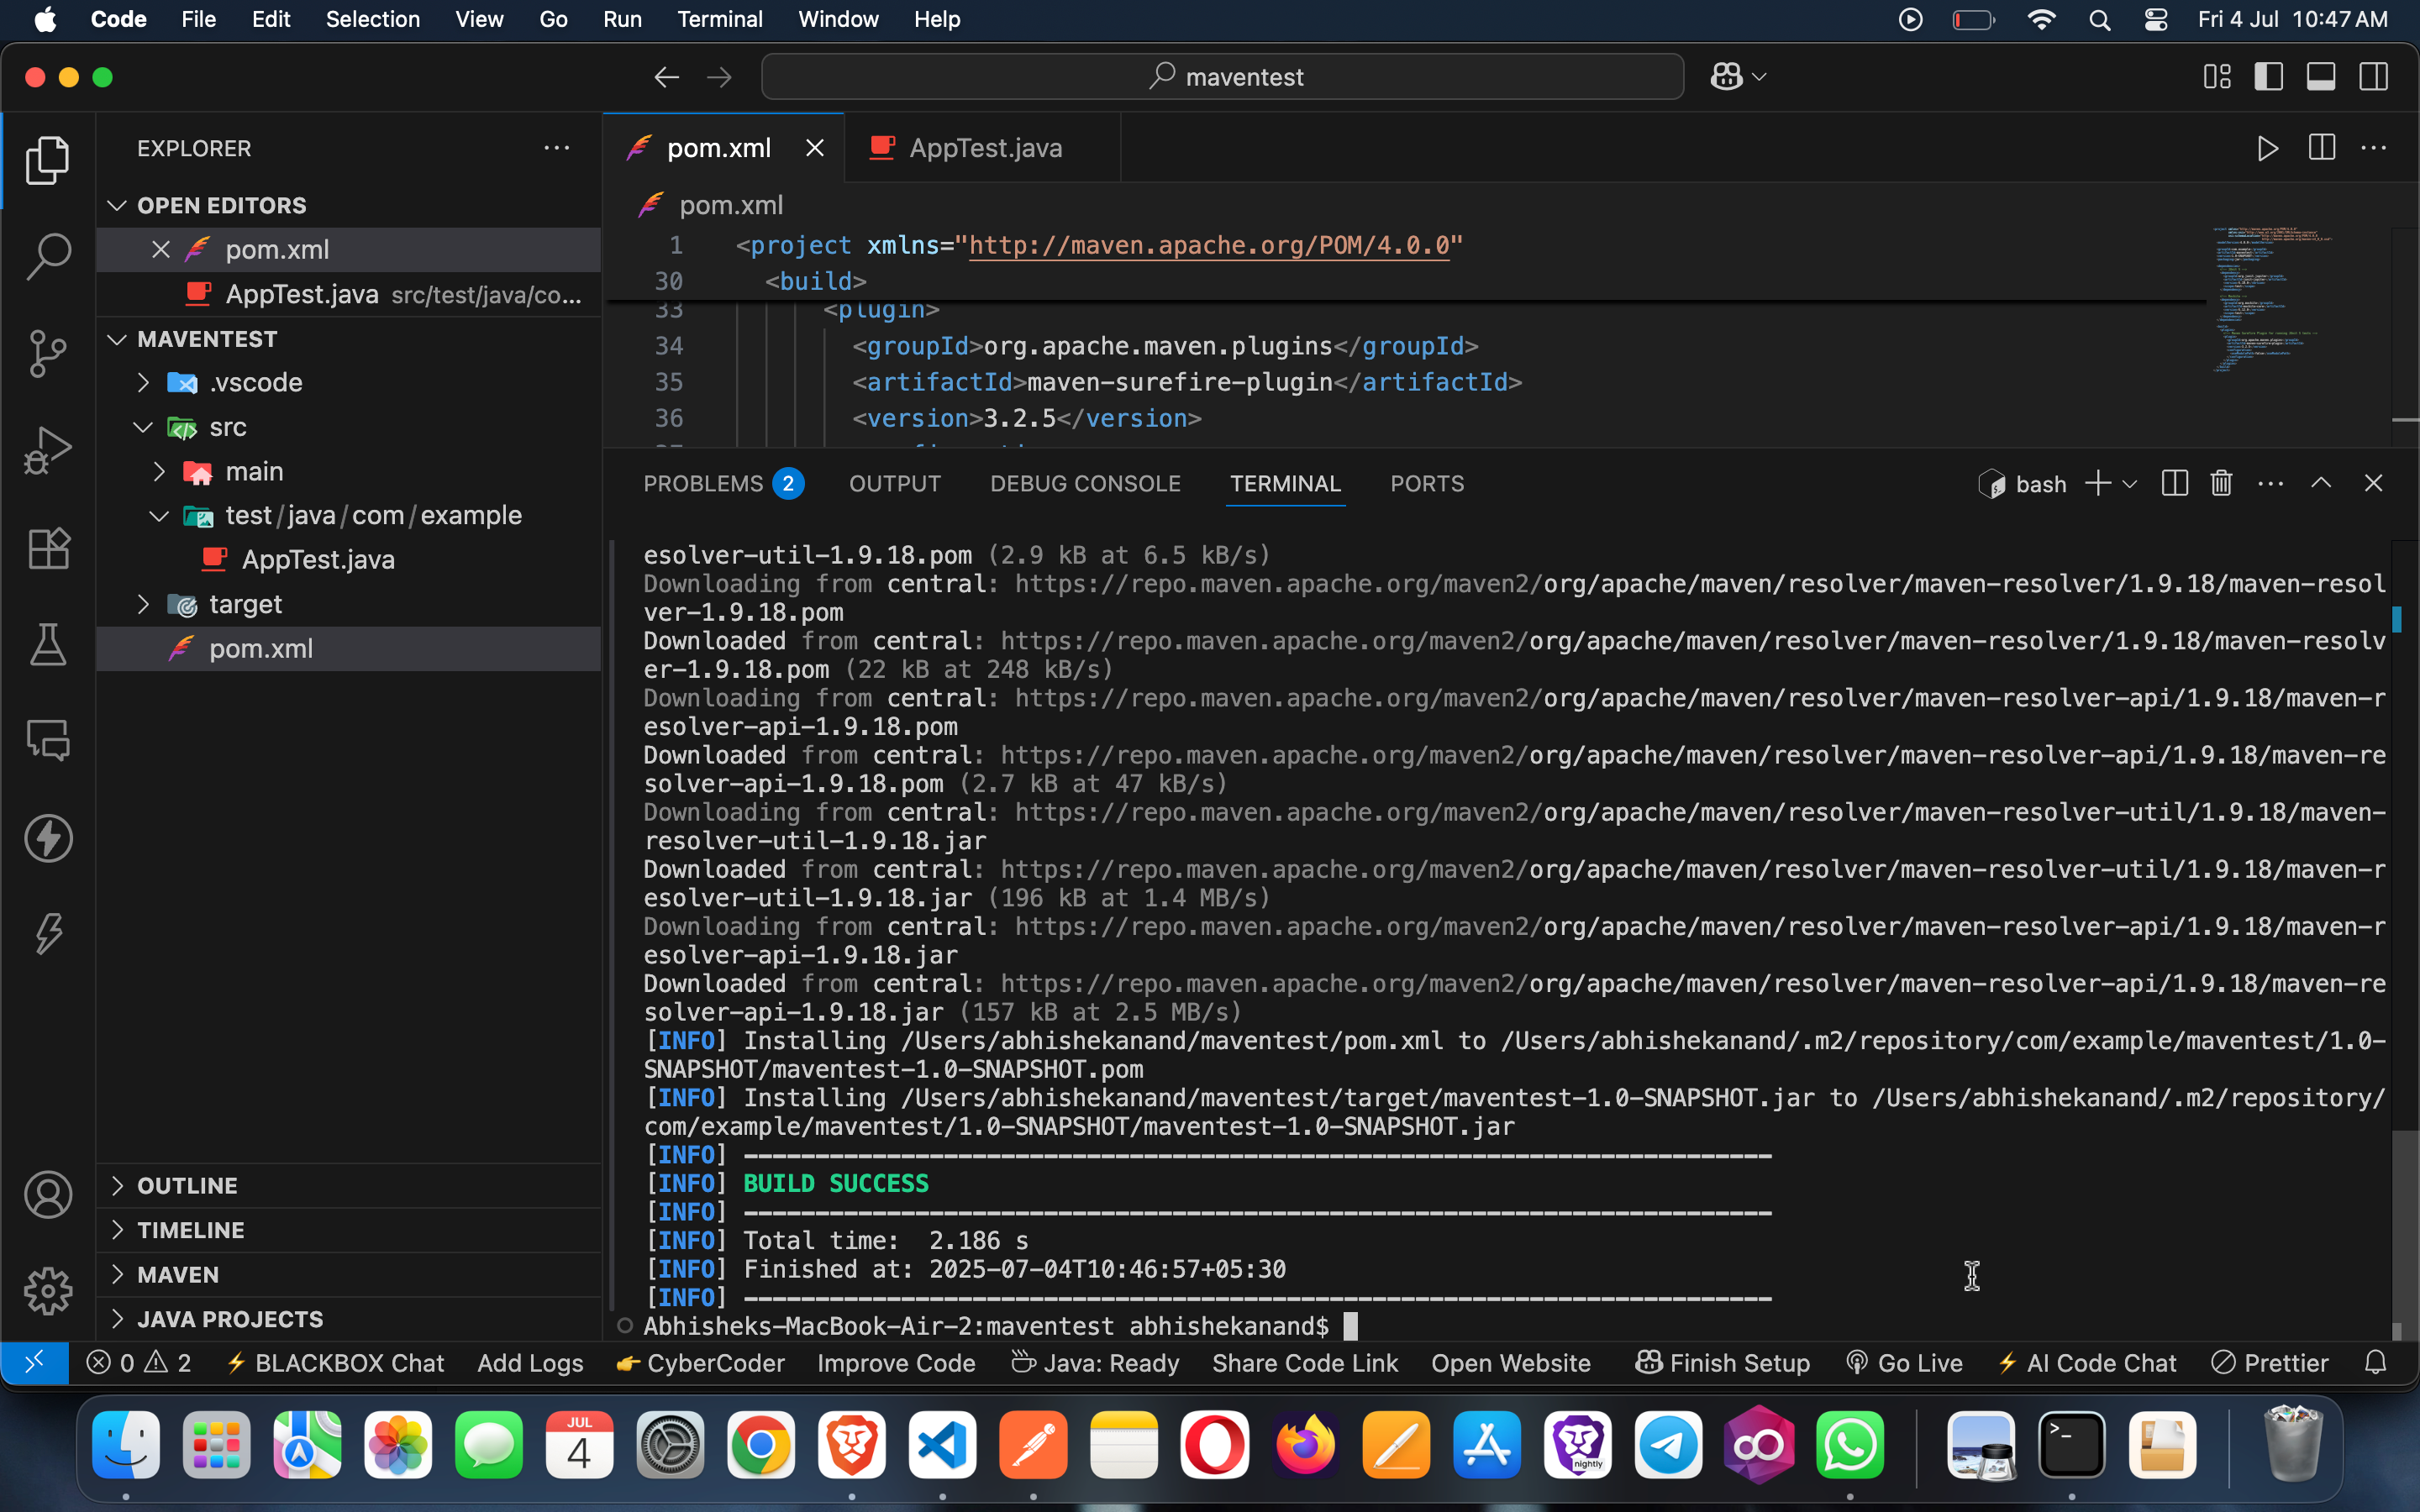 Code File Edit Selection View Go Run Terminal Window Help Fri 4 Jul 10:47 AM
maventest
EXPLORER
OPEN EDITORS
pom.xml
AppTest.java src/test/java/co...
MAVENTEST
.vscode
src
main
test/java/com/example
AppTest.java
target
pom.xml
OUTLINE
TIMELINE
MAVEN
JAVA PROJECTS
pom.xml AppTest.java
pom.xml
1 <project xmlns="http://maven.apache.org/POM/4.0.0"
30 <build>
33 <plugin>
34 <groupId>org.apache.maven.plugins</groupId>
35 <artifactId>maven-surefire-plugin</artifactId>
36 <version>3.2.5</version>
PROBLEMS 2 OUTPUT DEBUG CONSOLE TERMINAL PORTS bash
esolver-util-1.9.18.pom (2.9 kB at 6.5 kB/s)
Downloading from central: https://repo.maven.apache.org/maven2/org/apache/maven/resolver/maven-resolver/1.9.18/maven-resol
ver-1.9.18.pom
Downloaded from central: https://repo.maven.apache.org/maven2/org/apache/maven/resolver/maven-resolver/1.9.18/maven-resolv
er-1.9.18.pom (22 kB at 248 kB/s)
Downloading from central: https://repo.maven.apache.org/maven2/org/apache/maven/resolver/maven-resolver-api/1.9.18/maven-r
esolver-api-1.9.18.pom
Downloaded from central: https://repo.maven.apache.org/maven2/org/apache/maven/resolver/maven-resolver-api/1.9.18/maven-re
solver-api-1.9.18.pom (2.7 kB at 47 kB/s)
Downloading from central: https://repo.maven.apache.org/maven2/org/apache/maven/resolver/maven-resolver-util/1.9.18/maven-
resolver-util-1.9.18.jar
Downloaded from central: https://repo.maven.apache.org/maven2/org/apache/maven/resolver/maven-resolver-util/1.9.18/maven-r
esolver-util-1.9.18.jar (196 kB at 1.4 MB/s)
Downloading from central: https://repo.maven.apache.org/maven2/org/apache/maven/resolver/maven-resolver-api/1.9.18/maven-r
esolver-api-1.9.18.jar
Downloaded from central: https://repo.maven.apache.org/maven2/org/apache/maven/resolver/maven-resolver-api/1.9.18/maven-re
solver-api-1.9.18.jar (157 kB at 2.5 MB/s)
[INFO] Installing /Users/abhishekanand/maventest/pom.xml to /Users/abhishekanand/.m2/repository/com/example/maventest/1.0-
SNAPSHOT/maventest-1.0-SNAPSHOT.pom
[INFO] Installing /Users/abhishekanand/maventest/target/maventest-1.0-SNAPSHOT.jar to /Users/abhishekanand/.m2/repository/
com/example/maventest/1.0-SNAPSHOT/maventest-1.0-SNAPSHOT.jar
[INFO] ------------------------------------------------------------------------
[INFO] BUILD SUCCESS
[INFO] ------------------------------------------------------------------------
[INFO] Total time:  2.186 s
[INFO] Finished at: 2025-07-04T10:46:57+05:30
[INFO] ------------------------------------------------------------------------
Abhisheks-MacBook-Air-2:maventest abhishekanand$
0 2 BLACKBOX Chat Add Logs CyberCoder Improve Code Java: Ready Share Code Link Open Website Finish Setup Go Live AI Code Chat Prettier
JUL
4
nightly